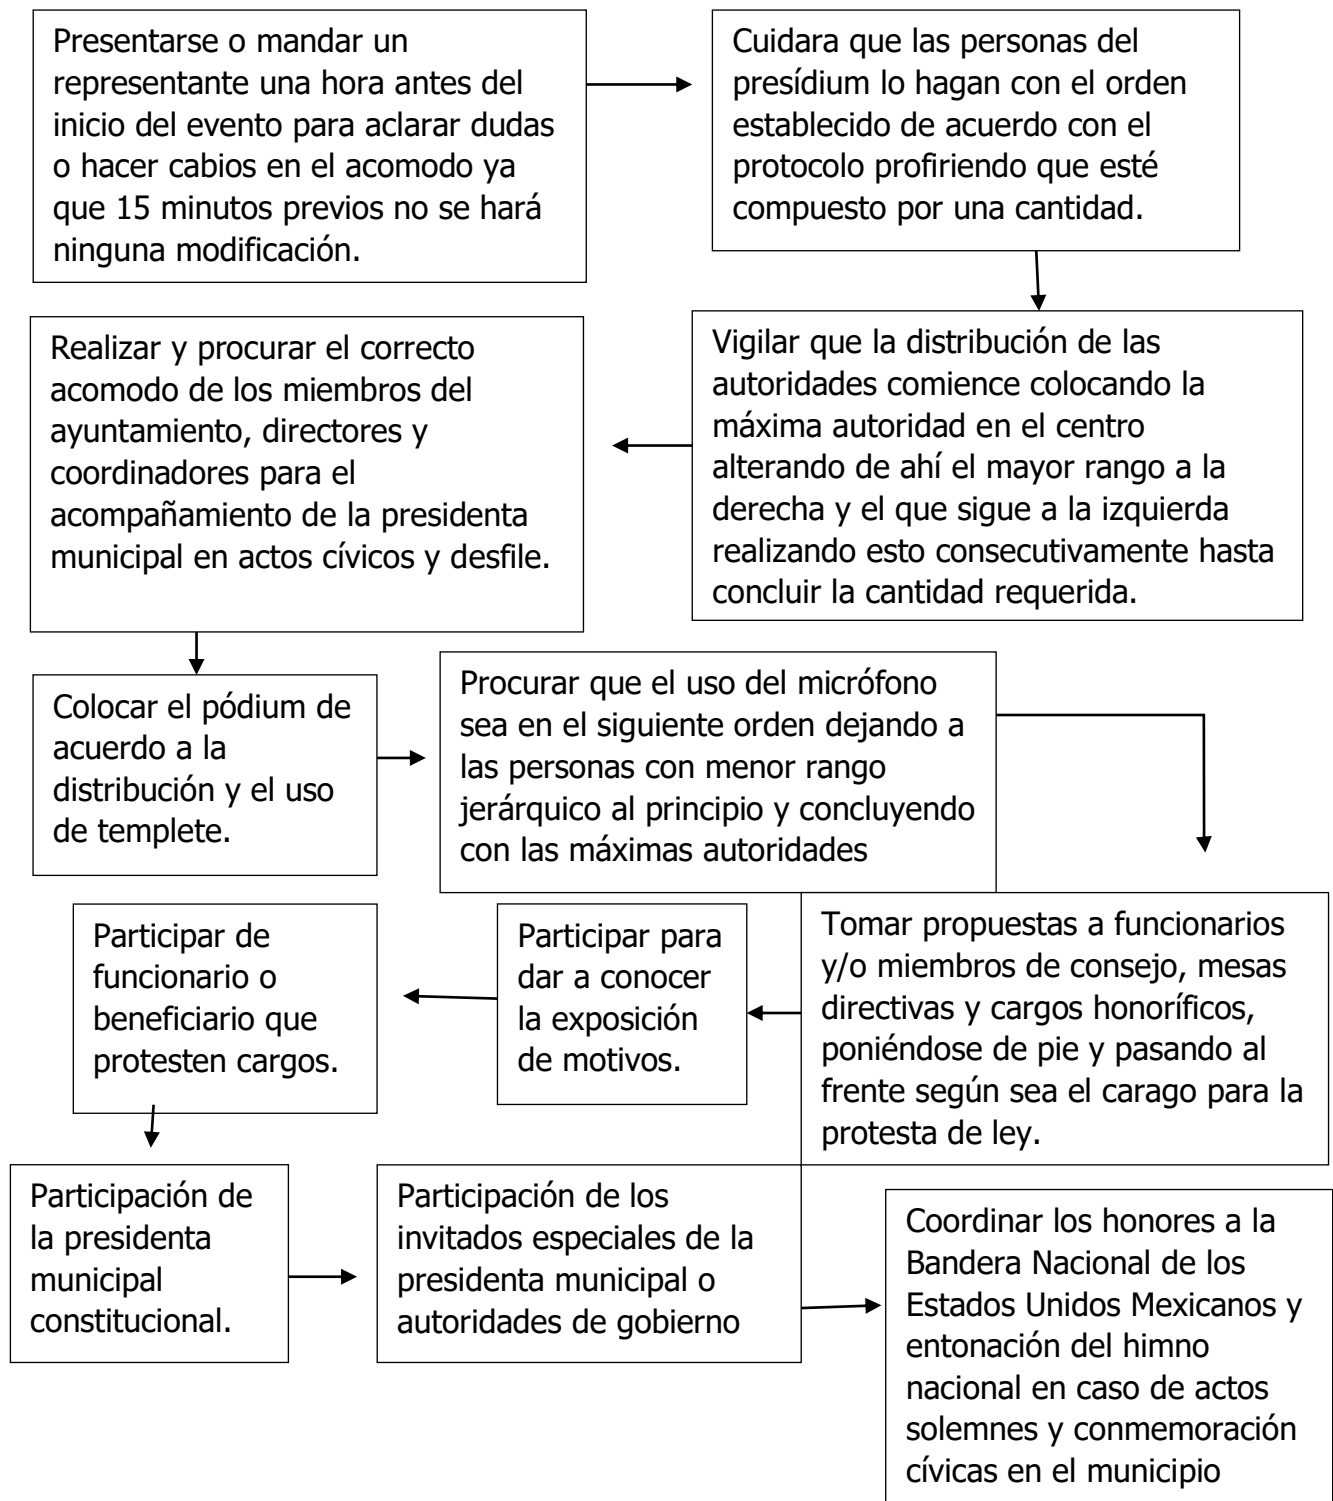 Presentarse o mandar un
representante una hora antes del
inicio del evento para aclarar dudas
o hacer cabios en el acomodo ya
que 15 minutos previos no se hará
ninguna modificación.
Cuidara que las personas del
presídium lo hagan con el orden
establecido de acuerdo con el
protocolo profiriendo que esté
compuesto por una cantidad.
Vigilar que la distribución de las
autoridades comience colocando la
máxima autoridad en el centro
alterando de ahí el mayor rango a la
derecha y el que sigue a la izquierda
realizando esto consecutivamente hasta
concluir la cantidad requerida.
Realizar y procurar el correcto
acomodo de los miembros del
ayuntamiento, directores y
coordinadores para el
acompañamiento de la presidenta
municipal en actos cívicos y desfile.
Colocar el pódium de
acuerdo a la
distribución y el uso
de templete.
Procurar que el uso del micrófono
sea en el siguiente orden dejando a
las personas con menor rango
jerárquico al principio y concluyendo
con las máximas autoridades
Tomar propuestas a funcionarios
y/o miembros de consejo, mesas
directivas y cargos honoríficos,
poniéndose de pie y pasando al
frente según sea el carago para la
protesta de ley.
Participar para
dar a conocer
la exposición
de motivos.
Participar de
funcionario o
beneficiario que
protesten cargos.
Participación de
la presidenta
municipal
constitucional.
Participación de los
invitados especiales de la
presidenta municipal o
autoridades de gobierno
Coordinar los honores a la
Bandera Nacional de los
Estados Unidos Mexicanos y
entonación del himno
nacional en caso de actos
solemnes y conmemoración
cívicas en el municipio